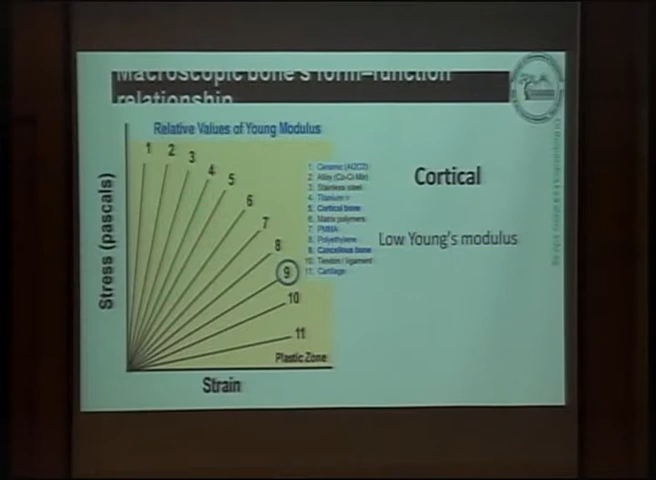 Macroscopic bone's form–function
relationship
Relative Values of Young Modulus
1
2
3
4
5
6
7
8
9
10
11
Stress (pascals)
Strain
Plastic Zone
1. Ceramic (Al2O3)
2. Alloy (Co-Cr-Mo)
3. Stainless steel
4. Titanium
5. Cortical bone
6. Matrix polymers
7. PMMA
8. Polyethylene
9. Cancellous bone
10. Tendon / ligament
11. Cartilage
Cortical
Low Young's modulus